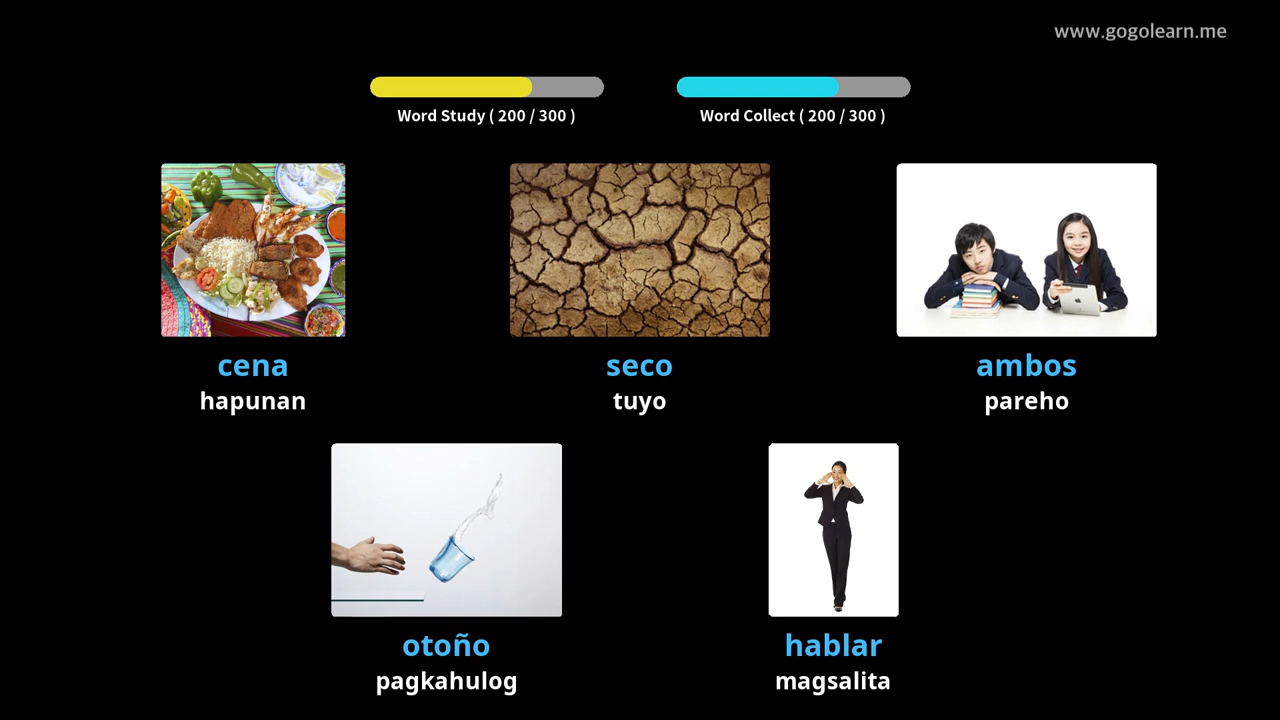 www.gogolearn.me
Word Study ( 200 / 300 )
Word Collect ( 200 / 300 )
cena
hapunan
seco
tuyo
ambos
pareho
otoño
pagkahulog
hablar
magsalita